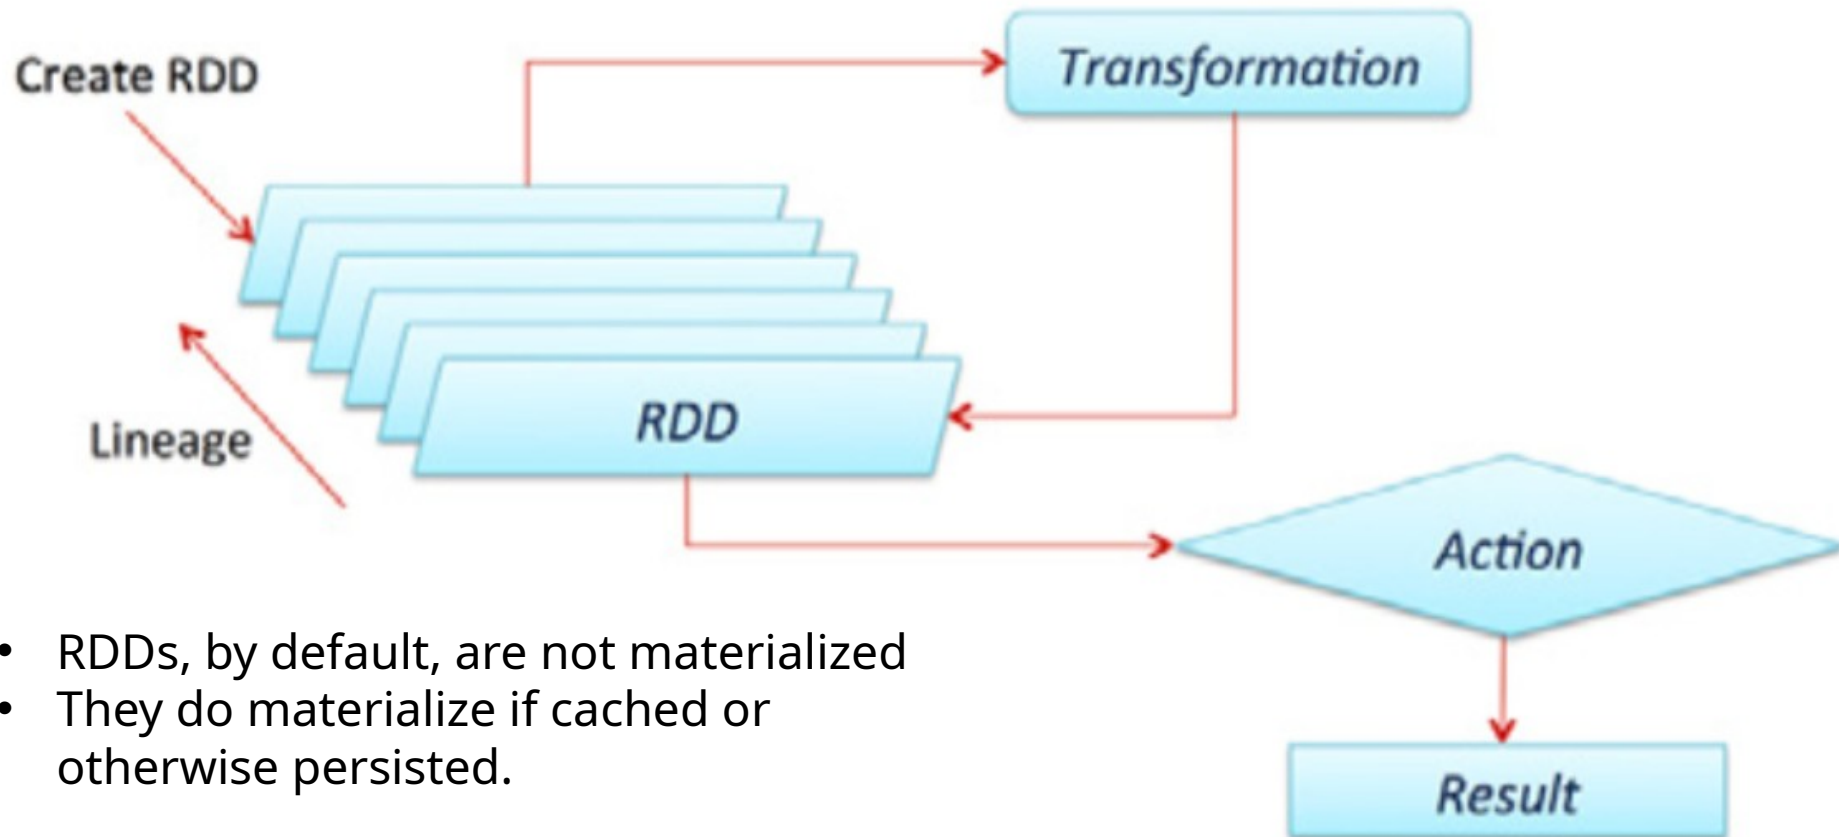 Create RDD
Transformation
Lineage
RDD
Action
• RDDs, by default, are not materialized
• They do materialize if cached or
otherwise persisted.
Result